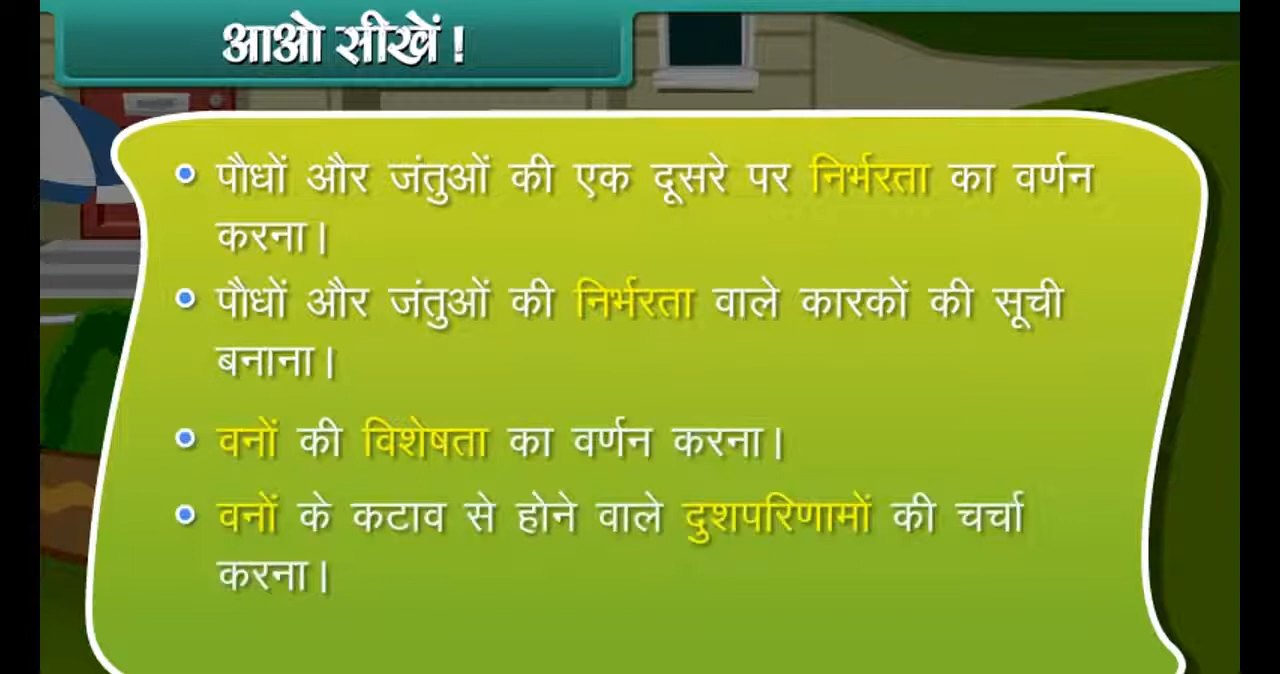 आओ सीखें!
• पौधों और जंतुओं की एक दूसरे पर निर्भरता का वर्णन
करना।
• पौधों और जंतुओं की निर्भरता वाले कारकों की सूची
बनाना।
• वनों की विशेषता का वर्णन करना।
• वनों के कटाव से होने वाले दुशपरिणामों की चर्चा
करना।